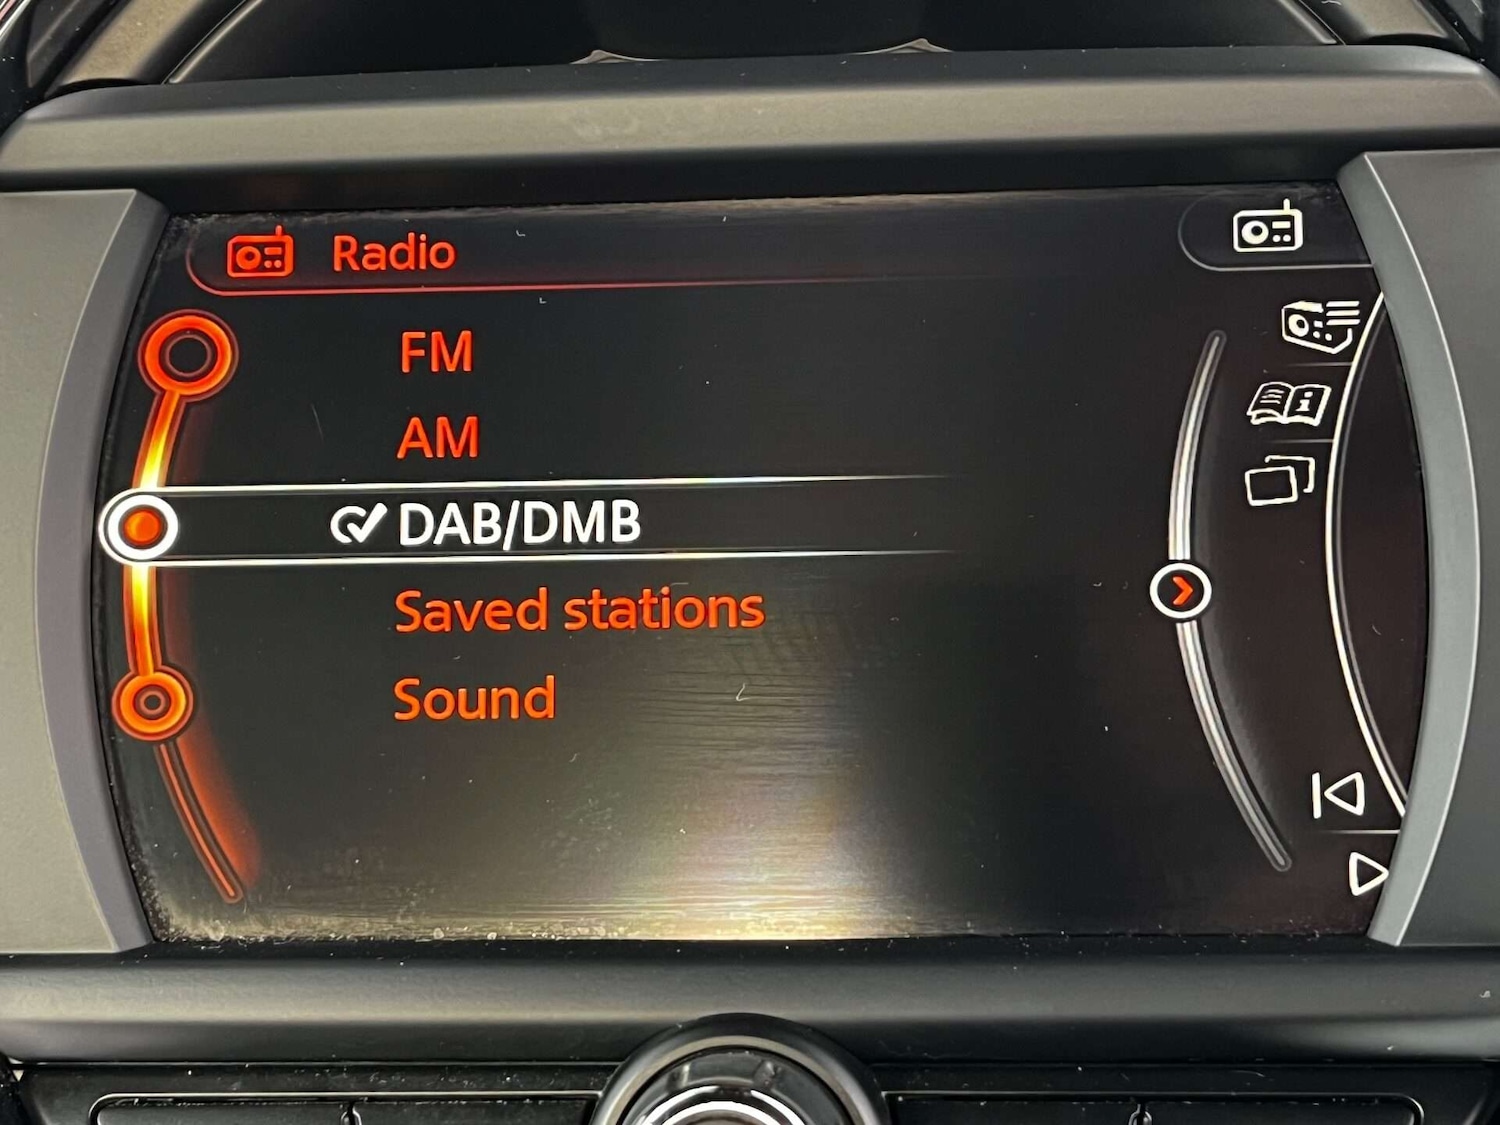 Radio
FM
AM
DAB/DMB
Saved stations
Sound